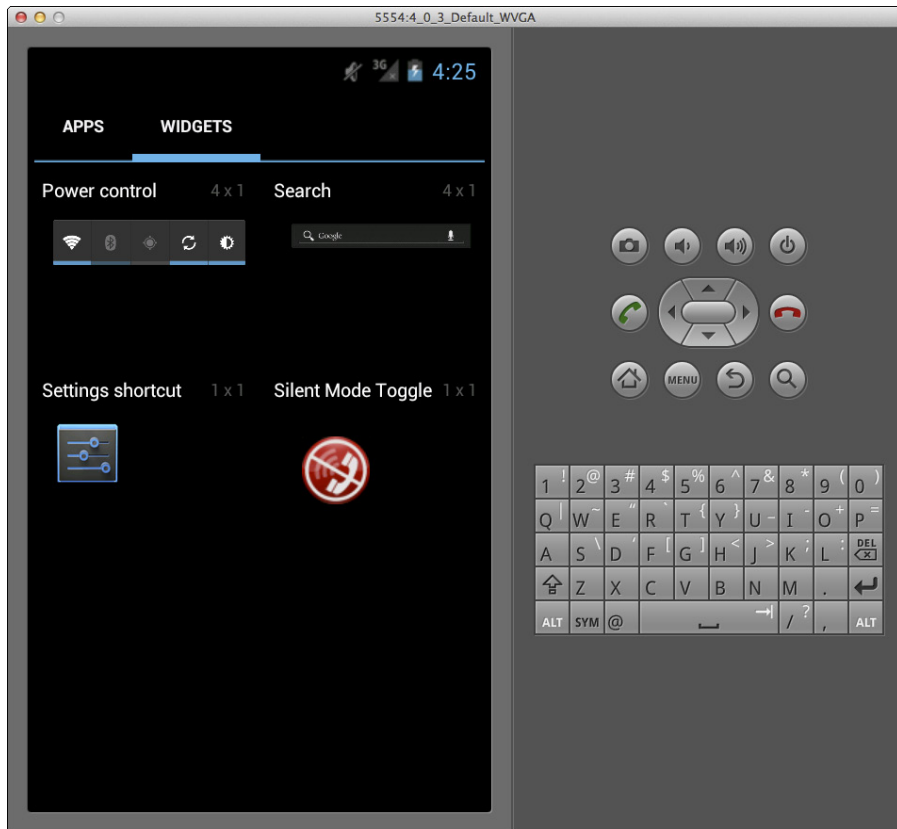 5554:4_0_3_Default_WVGA
3G 4:25
APPS WIDGETS
Power control 4 x 1 Search 4 x 1
Google
Settings shortcut 1 x 1 Silent Mode Toggle 1 x 1
MENU
1 ! 2 @ 3 # 4 $ 5 % 6 ^ 7 & 8 * 9 ( 0 )
Q | W ~ E " R ` T { Y } U - I - O + P =
A S \ D ' F [ G ] H < J > K ; L : DEL
Z X C V B N M .
ALT SYM @ / ? , ALT